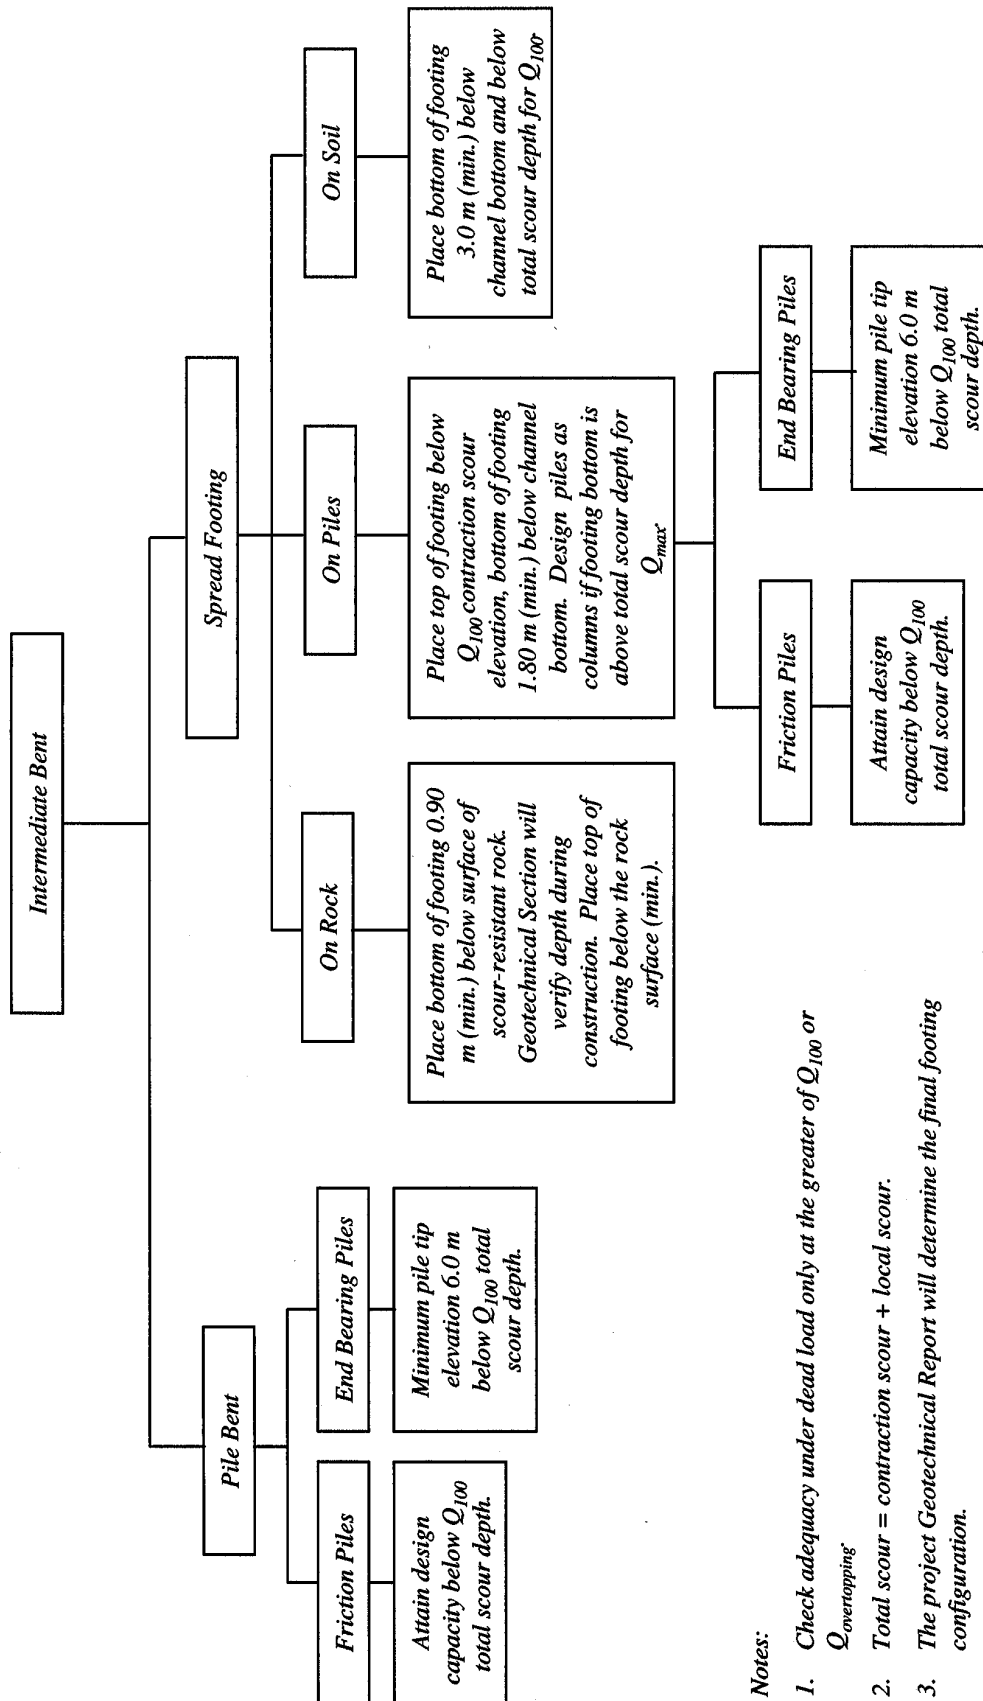 Intermediate Bent
Pile Bent
Spread Footing
Friction Piles
End Bearing Piles
On Rock
On Piles
On Soil
Attain design
capacity below Q100
total scour depth.
Minimum pile tip
elevation 6.0 m
below Q100 total
scour depth.
Place bottom of footing 0.90
m (min.) below surface of
scour-resistant rock.
Geotechnical Section will
verify depth during
construction. Place top of
footing below the rock
surface (min.).
Place top of footing below
Q100 contraction scour
elevation, bottom of footing
1.80 m (min.) below channel
bottom. Design piles as
columns if footing bottom is
above total scour depth for
Qmax.
Place bottom of footing
3.0 m (min.) below
channel bottom and below
total scour depth for Q100.
Friction Piles
End Bearing Piles
Attain design
capacity below Q100
total scour depth.
Minimum pile tip
elevation 6.0 m
below Q100 total
scour depth.
Notes:
1. Check adequacy under dead load only at the greater of Q100 or
Qovertopping.
2. Total scour = contraction scour + local scour.
3. The project Geotechnical Report will determine the final footing
configuration.